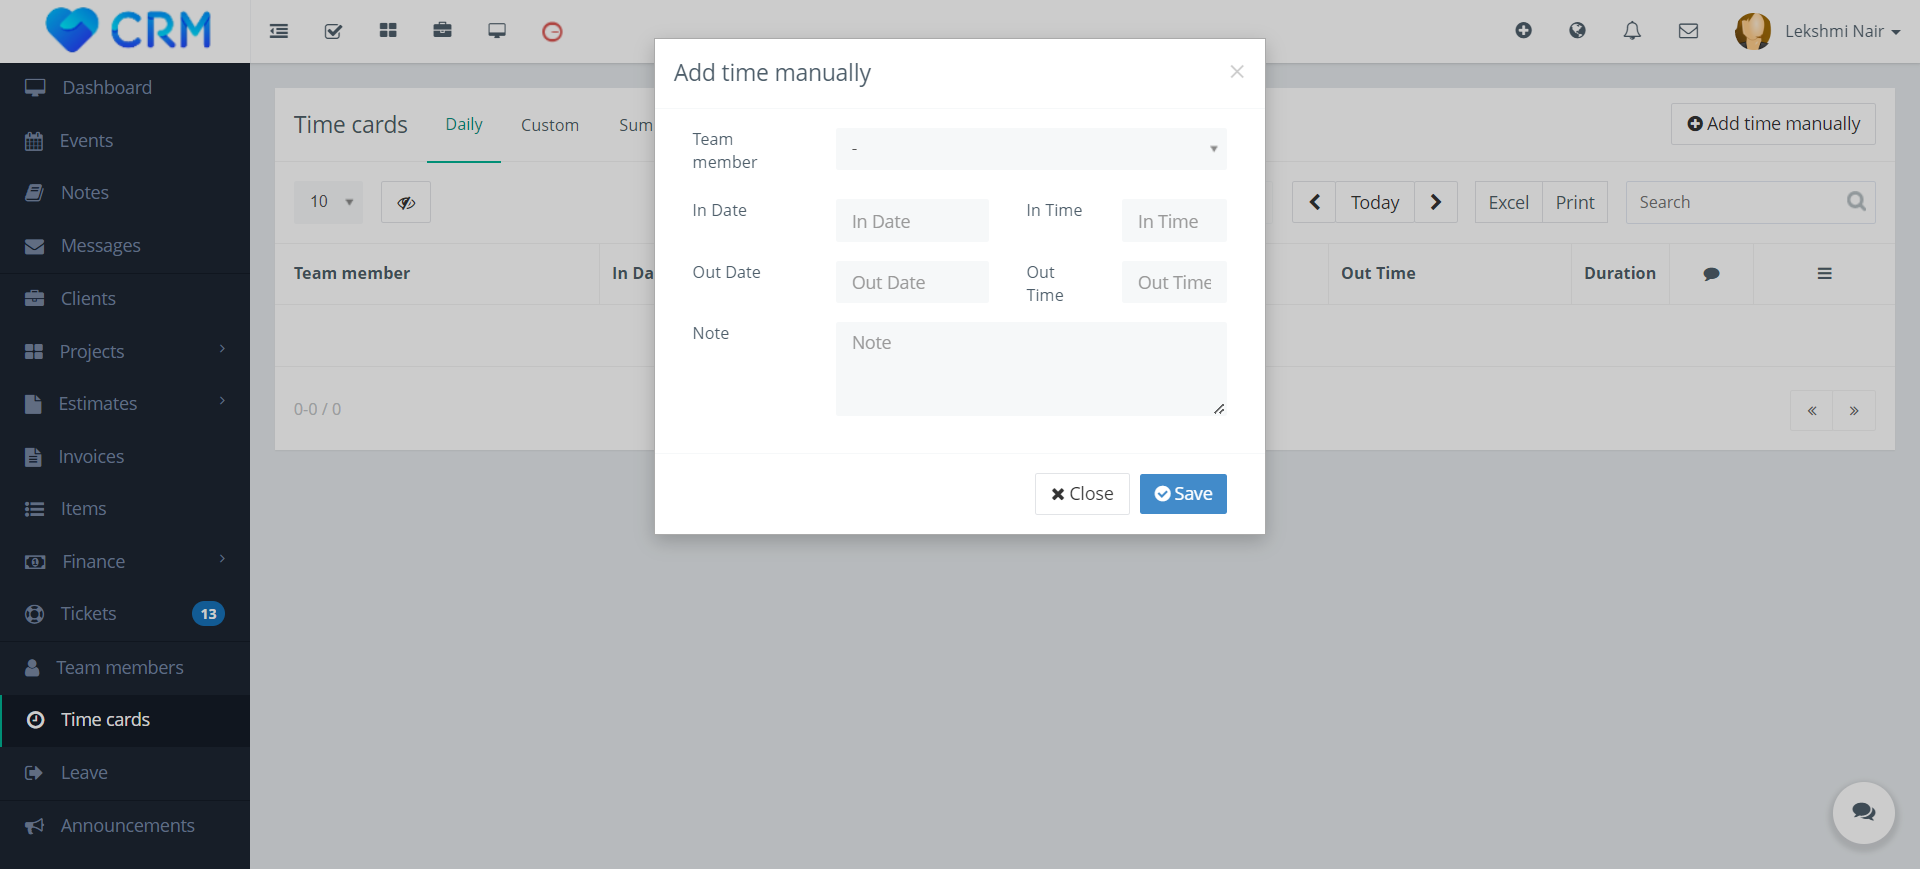 CRM
Lekshmi Nair
Dashboard
Events
Notes
Messages
Clients
Projects
Estimates
Invoices
Items
Finance
Tickets 13
Team members
Time cards
Leave
Announcements
Time cards Daily Custom Sum
Add time manually
10
Today
Excel Print
Search
Team member In Da Out Time Duration
0-0 / 0
« »
Add time manually ×
Team
member -
In Date In Date In Time In Time
Out Date Out Date Out
Time Out Time
Note Note
Close Save